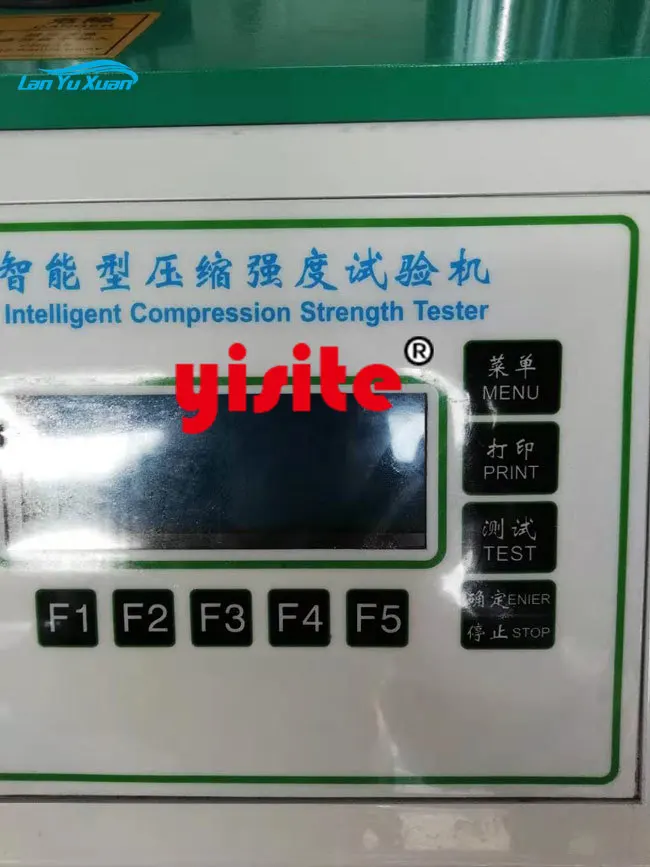 危险
Lan Yu Xuan
智能型压缩强度试验机
Intelligent Compression Strength Tester
yisite®
菜单
MENU
打印
PRINT
测试
TEST
确定ENIER
停止STOP
F1 F2 F3 F4 F5